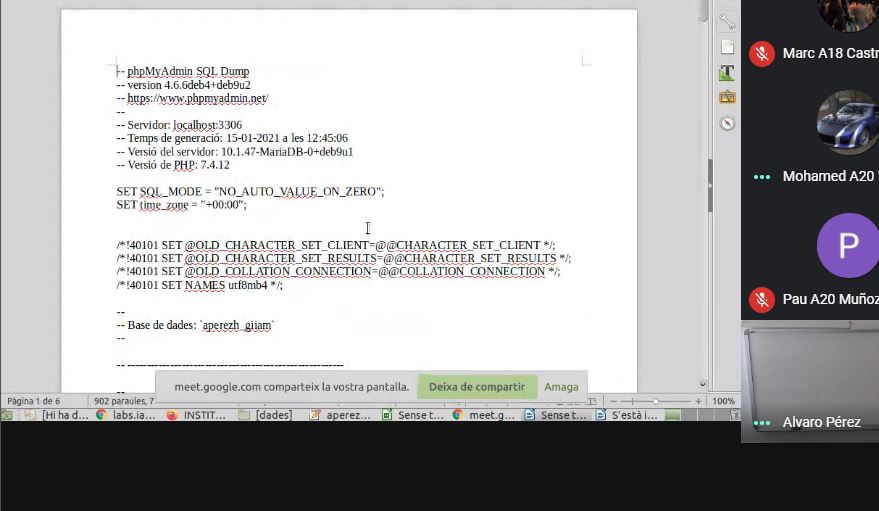 -- phpMyAdmin SQL Dump
-- version 4.6.6deb4+deb9u2
-- https://www.phpmyadmin.net/
--
-- Servidor: localhost:3306
-- Temps de generació: 15-01-2021 a les 12:45:06
-- Versió del servidor: 10.1.47-MariaDB-0+deb9u1
-- Versió de PHP: 7.4.12
SET SQL_MODE = "NO_AUTO_VALUE_ON_ZERO";
SET time_zone = "+00:00";
/*!40101 SET @OLD_CHARACTER_SET_CLIENT=@@CHARACTER_SET_CLIENT */;
/*!40101 SET @OLD_CHARACTER_SET_RESULTS=@@CHARACTER_SET_RESULTS */;
/*!40101 SET @OLD_COLLATION_CONNECTION=@@COLLATION_CONNECTION */;
/*!40101 SET NAMES utf8mb4 */;
--
-- Base de dades: `aperezh_gjiam`
--
-- --------------------------------------------------------
--
meet.google.com comparteix la vostra pantalla. Deixa de compartir Amaga
Pàgina 1 de 6 902 paraules, 7 100%
[Hi ha d... labs.ia... INSTIT... [dades] aperez... Sense t... meet.g... Sense t... S'està i...
Marc A18 Castr
Mohamed A20
P
Pau A20 Muñoz
Alvaro Pérez